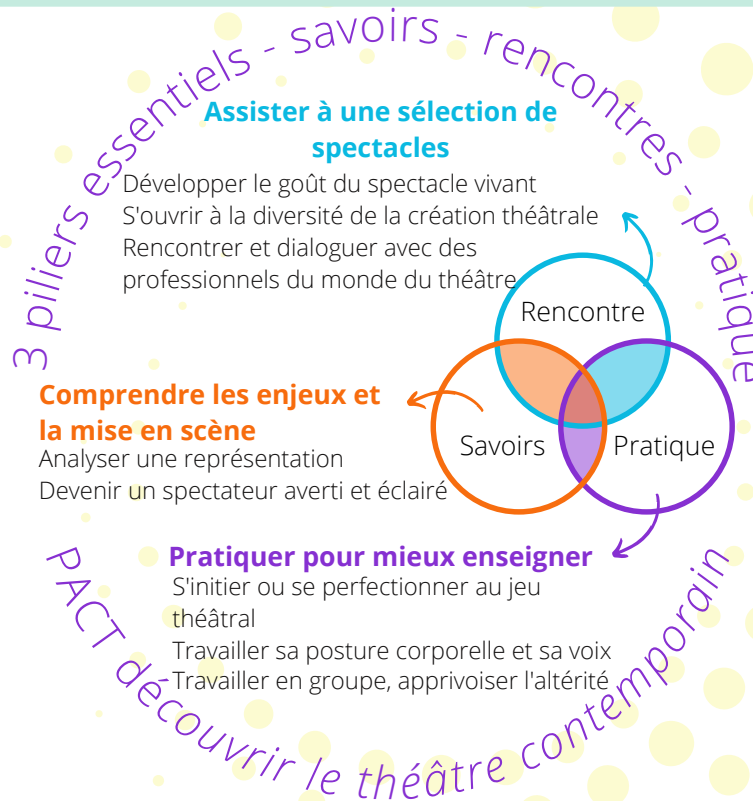 3 piliers essentiels - savoirs - rencontres - pratique
Assister à une sélection de
spectacles
Développer le goût du spectacle vivant
S'ouvrir à la diversité de la création théâtrale
Rencontrer et dialoguer avec des
professionnels du monde du théâtre
Rencontre
Comprendre les enjeux et
la mise en scène
Analyser une représentation
Devenir un spectateur averti et éclairé
Savoirs
Pratique
Pratiquer pour mieux enseigner
S'initier ou se perfectionner au jeu
théâtral
Travailler sa posture corporelle et sa voix
Travailler en groupe, apprivoiser l'altérité
PACT découvrir le théâtre contemporain